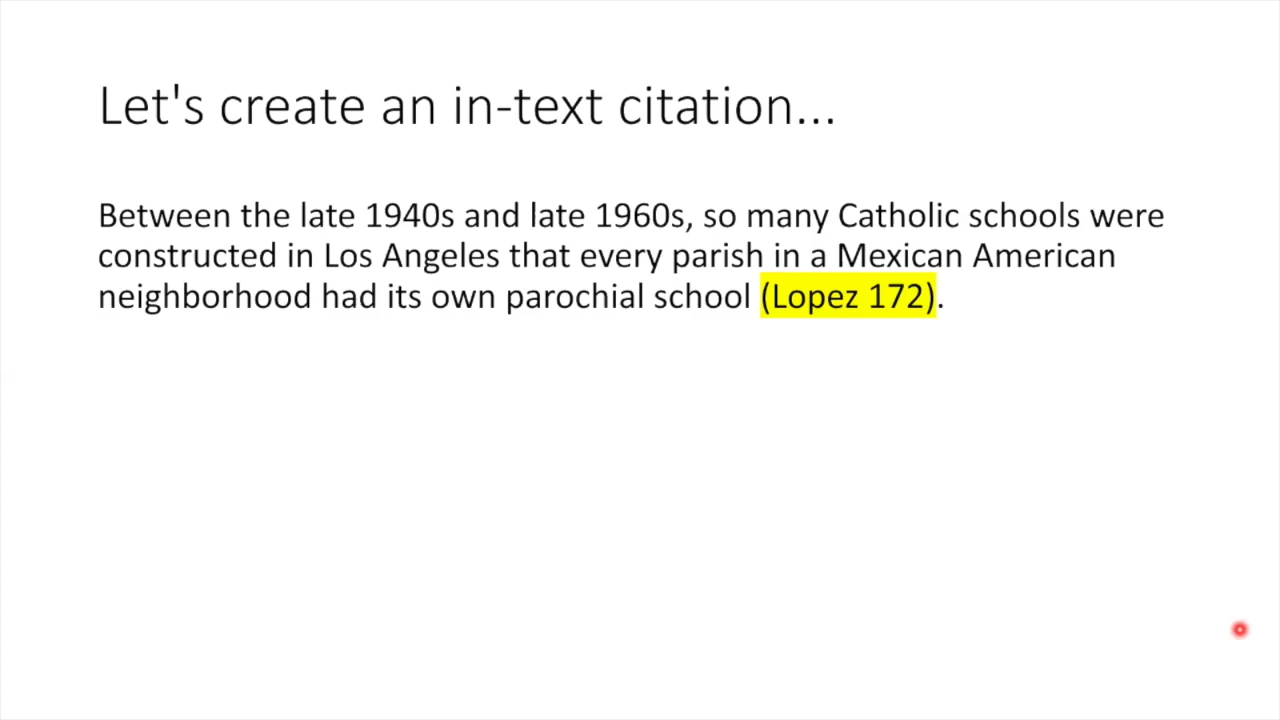 Let's create an in-text citation...
Between the late 1940s and late 1960s, so many Catholic schools were
constructed in Los Angeles that every parish in a Mexican American
neighborhood had its own parochial school (Lopez 172).